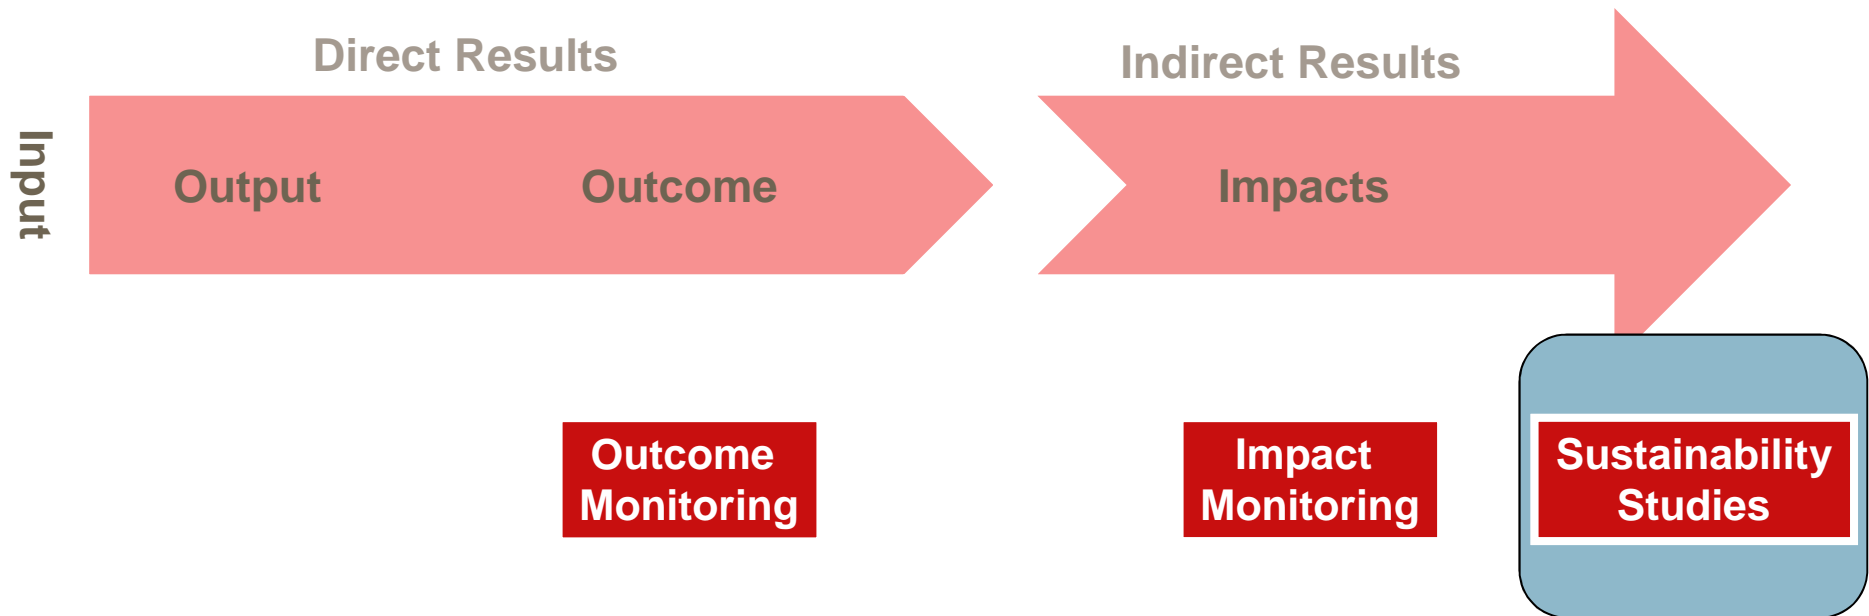 Direct Results
Indirect Results
Input
Output
Outcome
Impacts
Outcome
Monitoring
Impact
Monitoring
Sustainability
Studies